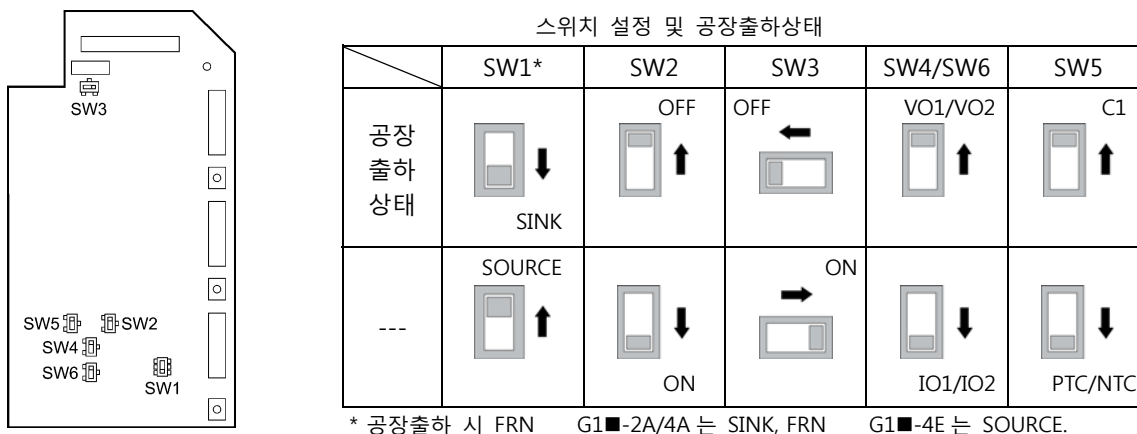 스위치 설정 및 공장출하상태
SW3
SW5 SW2
SW4
SW6
SW1
SW1* SW2 SW3 SW4/SW6 SW5
공장
출하
상태
OFF OFF VO1/VO2 C1
SINK
---
SOURCE ON
ON IO1/IO2 PTC/NTC
* 공장출하 시 FRN G1■-2A/4A 는 SINK, FRN G1■-4E 는 SOURCE.